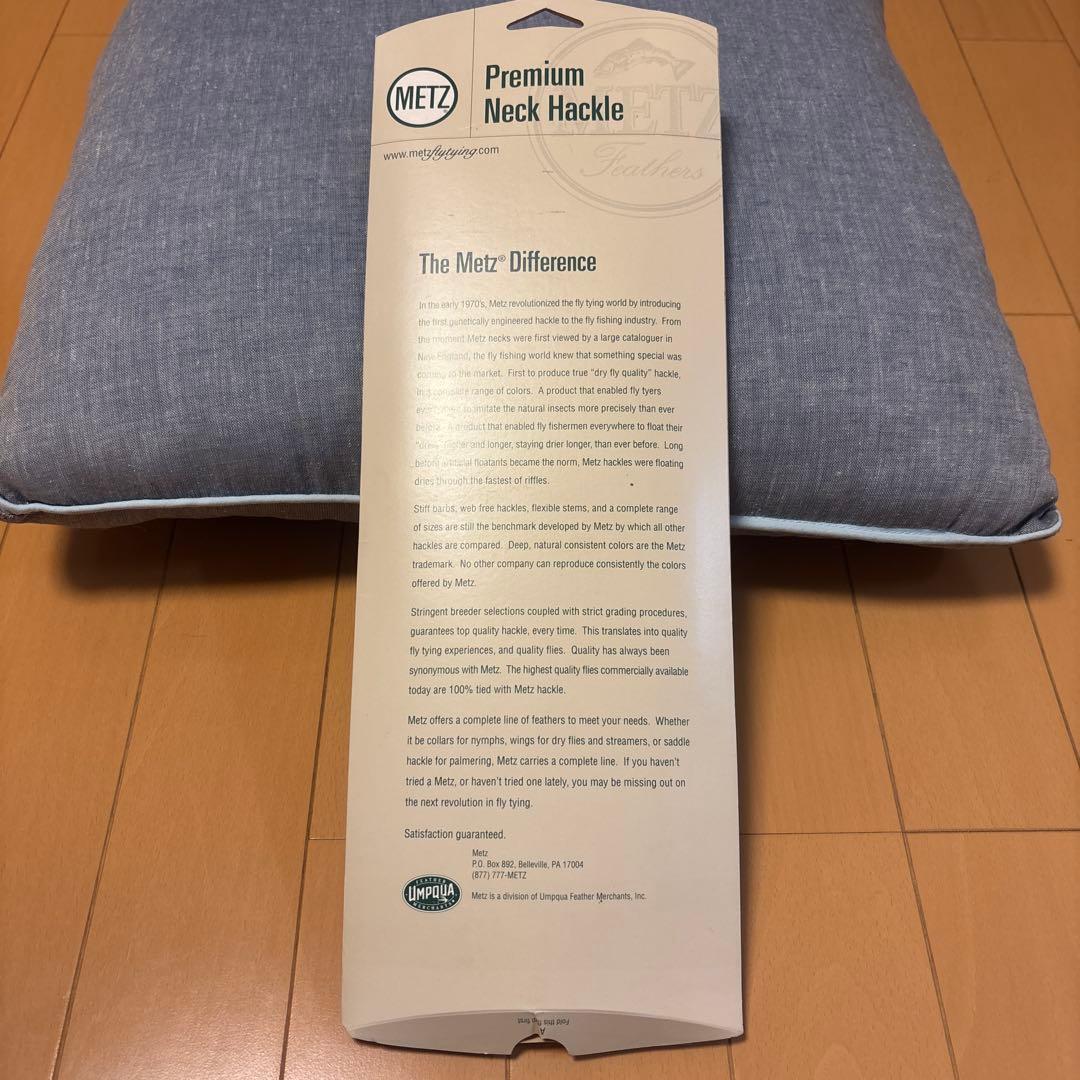 METZ
Premium
Neck Hackle
METZ
Feathers
www.metzflytying.com
The Metz® Difference
In the early 1970's, Metz revolutionized the fly tying world by introducing
the first genetically engineered hackle to the fly fishing industry. From
the moment Metz necks were first viewed by a large cataloguer in
New England, the fly fishing world knew that something special was
coming to the market. First to produce true "dry fly quality" hackle,
in a complete range of colors. A product that enabled fly tyers
to imitate the natural insects more precisely than ever
before. A product that enabled fly fishermen everywhere to float their
higher and longer, staying drier longer, than ever before. Long
before artificial floatants became the norm, Metz hackles were floating
dries through the fastest of riffles.
Stiff barbs, web free hackles, flexible stems, and a complete range
of sizes are still the benchmark developed by Metz by which all other
hackles are compared. Deep, natural consistent colors are the Metz
trademark. No other company can reproduce consistently the colors
offered by Metz.
Stringent breeder selections coupled with strict grading procedures,
guarantees top quality hackle, every time. This translates into quality
fly tying experiences, and quality flies. Quality has always been
synonymous with Metz. The highest quality flies commercially available
today are 100% tied with Metz hackle.
Metz offers a complete line of feathers to meet your needs. Whether
it be collars for nymphs, wings for dry flies and streamers, or saddle
hackle for palmering, Metz carries a complete line. If you haven't
tried a Metz, or haven't tried one lately, you may be missing out on
the next revolution in fly tying.
Satisfaction guaranteed.
Metz
P.O. Box 892, Belleville, PA 17004
(877) 777-METZ
FEATHER
UMPQUA
MERCHANTS
Metz is a division of Umpqua Feather Merchants, Inc.
A
Fold this flap first